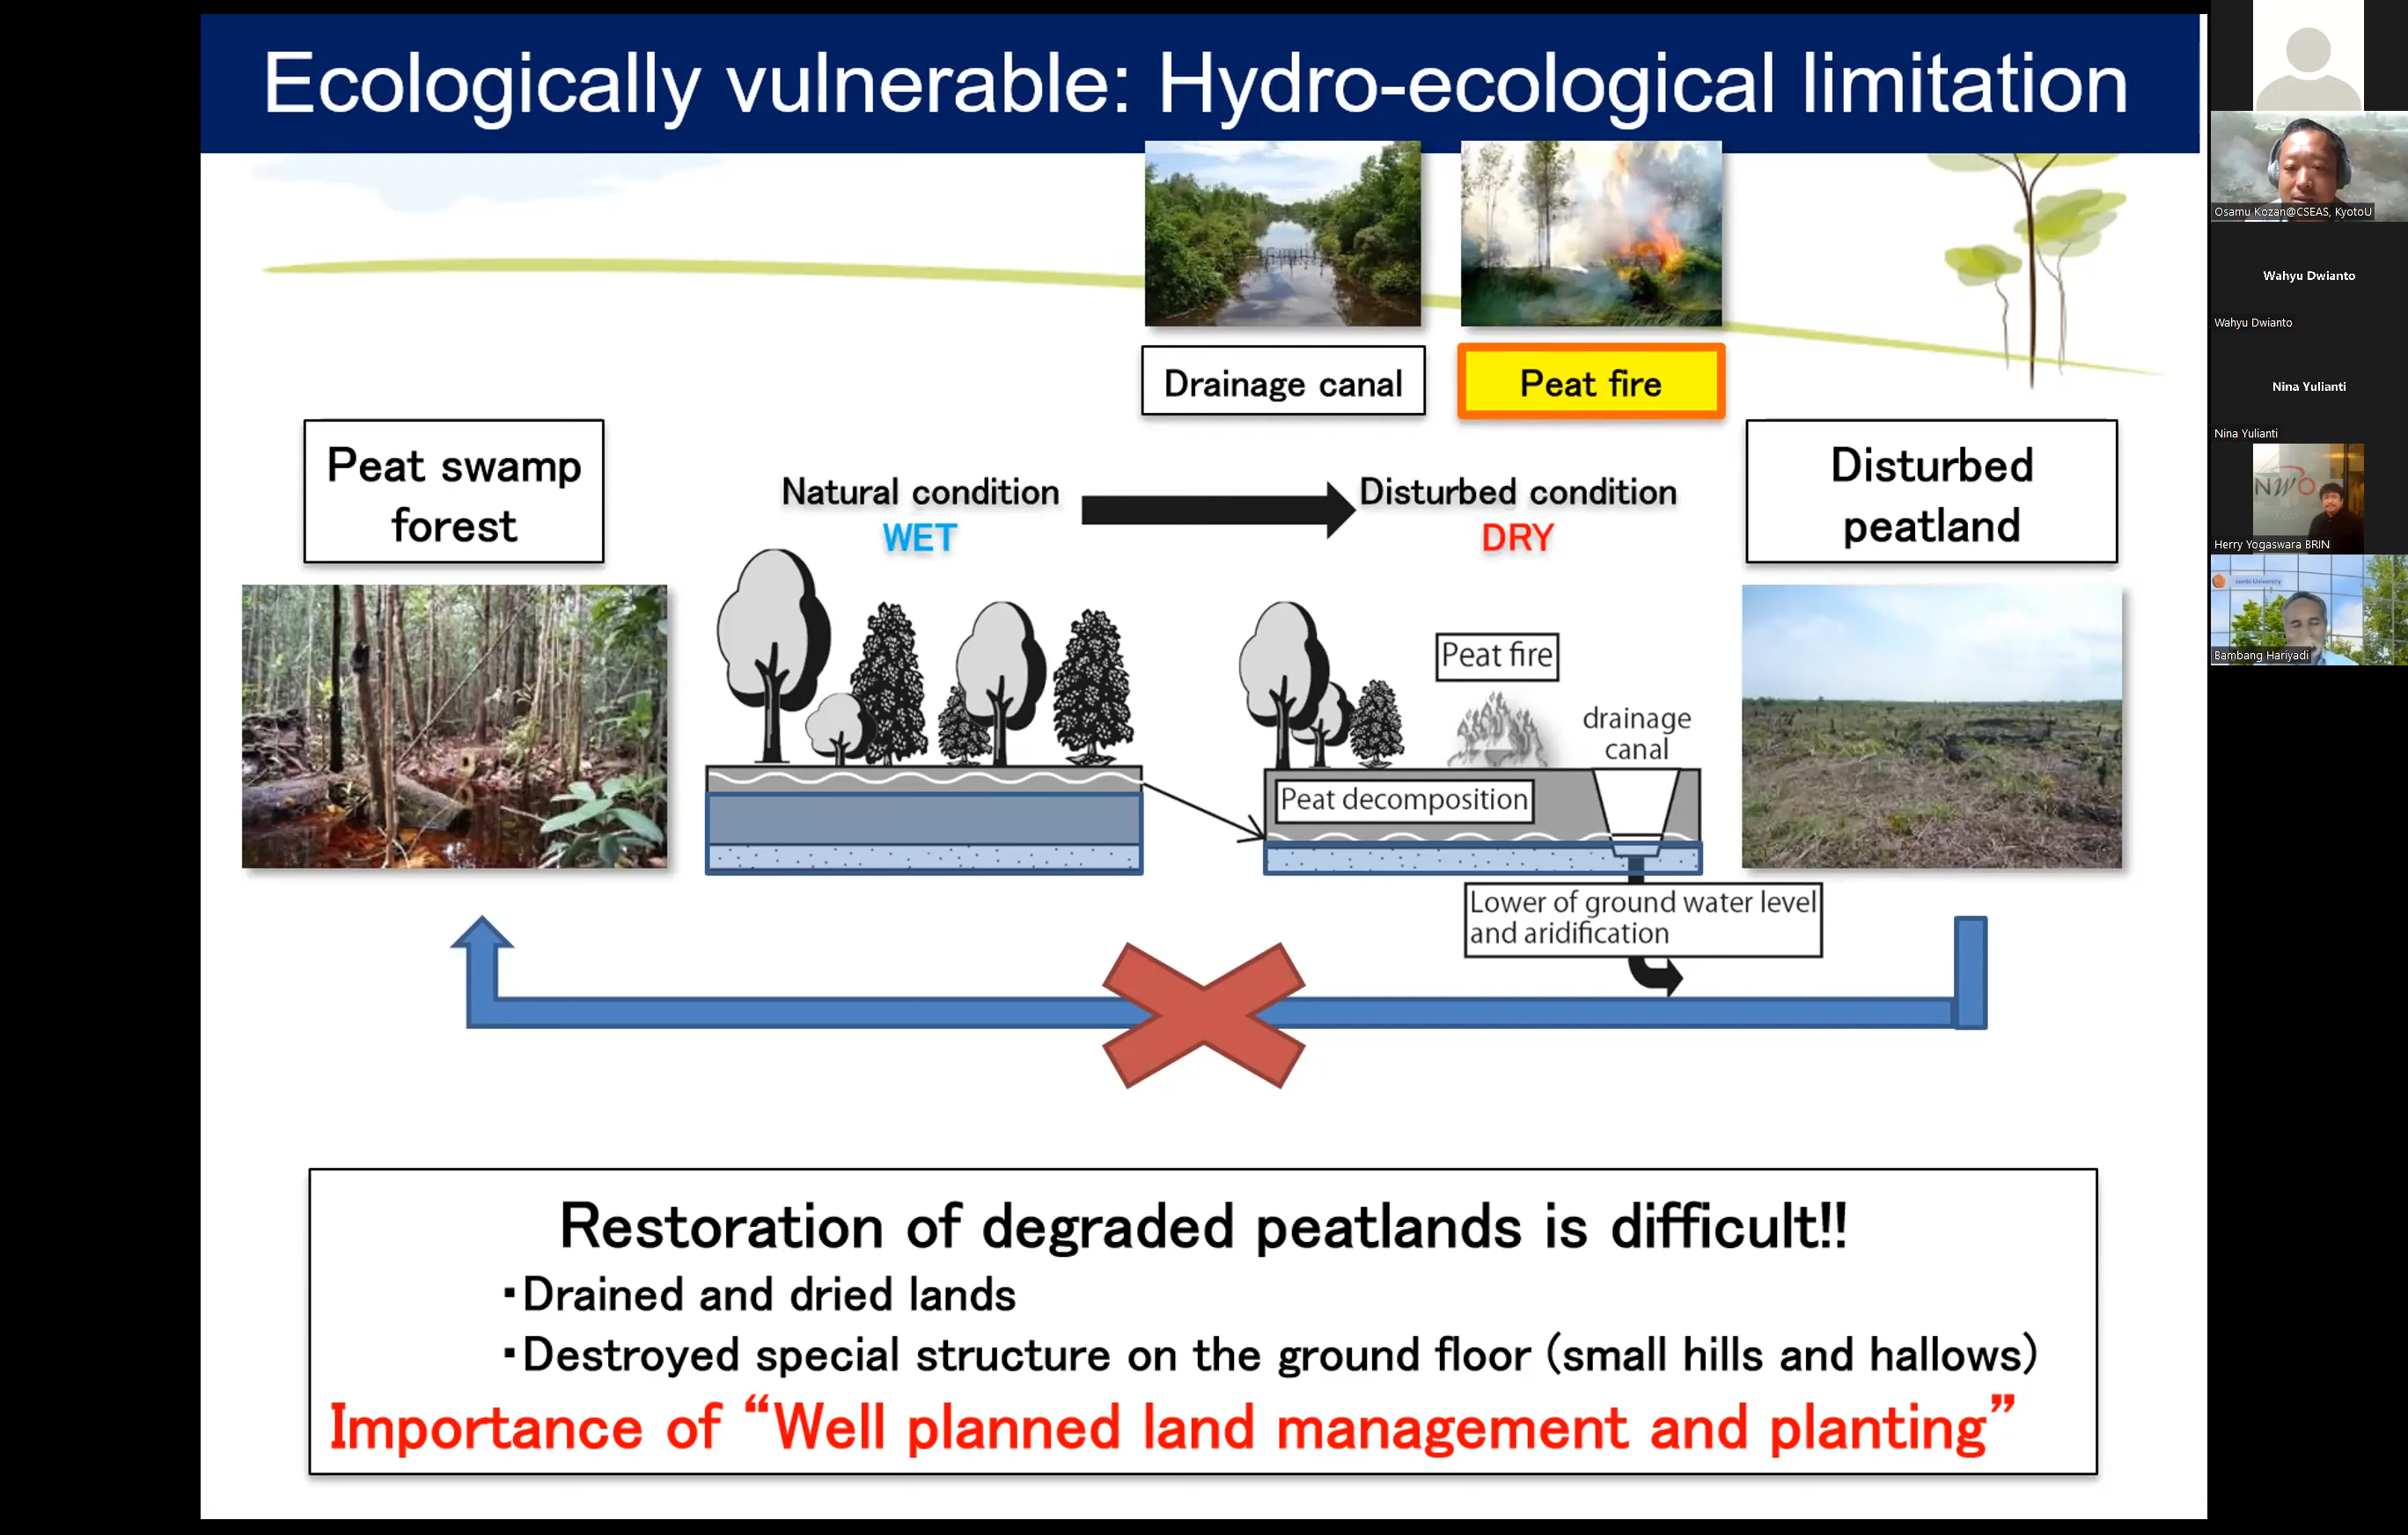 Ecologically vulnerable: Hydro-ecological limitation
Drainage canal
Peat fire
Peat swamp
forest
Natural condition
WET
Disturbed condition
DRY
Disturbed
peatland
Peat fire
drainage
canal
Peat decomposition
Lower of ground water level
and aridification
Restoration of degraded peatlands is difficult!!
・Drained and dried lands
・Destroyed special structure on the ground floor (small hills and hallows)
Importance of “Well planned land management and planting”
Osamu Kozan@CSEAS, KyotoU
Wahyu Dwianto
Wahyu Dwianto
Nina Yulianti
Nina Yulianti
NWO
Herry Yogaswara BRIN
Jambi University
Bambang Hariyadi